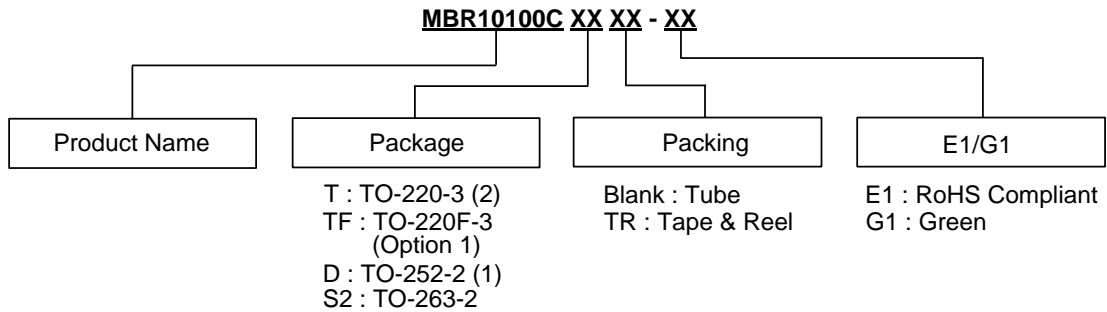 MBR10100C XX XX - XX
Product Name
Package
Packing
E1/G1
T : TO-220-3 (2)
TF : TO-220F-3
(Option 1)
D : TO-252-2 (1)
S2 : TO-263-2
Blank : Tube
TR : Tape & Reel
E1 : RoHS Compliant
G1 : Green